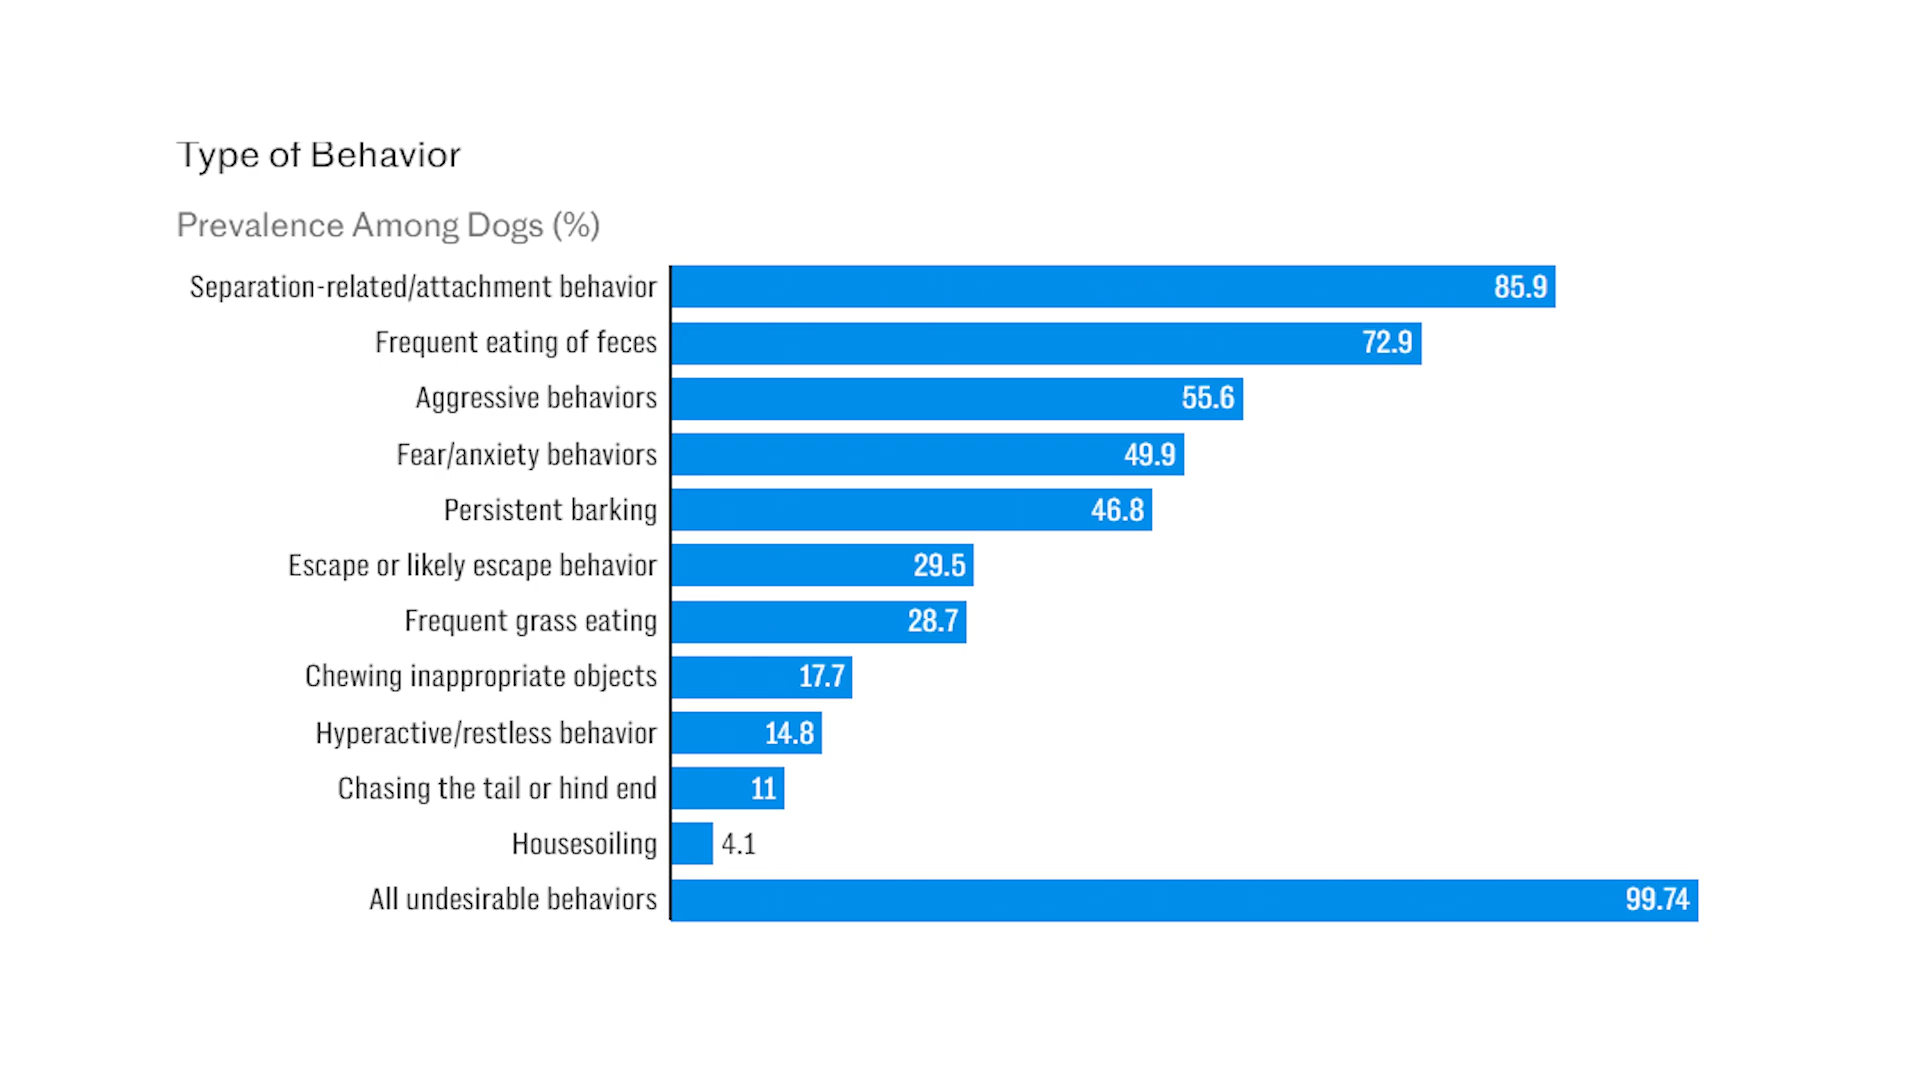 Type of Behavior
Prevalence Among Dogs (%)
Separation-related/attachment behavior 85.9
Frequent eating of feces 72.9
Aggressive behaviors 55.6
Fear/anxiety behaviors 49.9
Persistent barking 46.8
Escape or likely escape behavior 29.5
Frequent grass eating 28.7
Chewing inappropriate objects 17.7
Hyperactive/restless behavior 14.8
Chasing the tail or hind end 11
Housesoiling 4.1
All undesirable behaviors 99.74